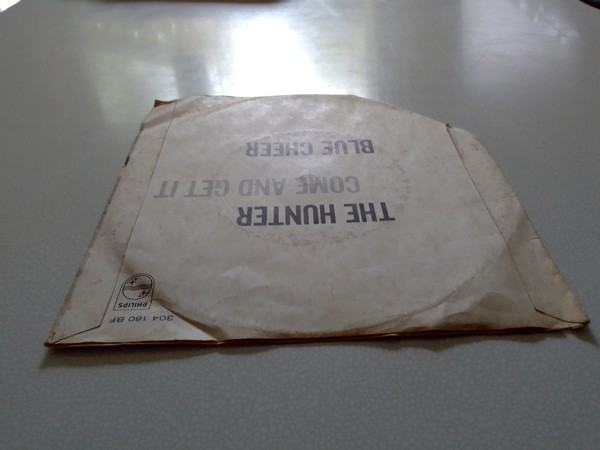 304 180 BF
PHILIPS
THE HUNTER
COME AND GET IT
BLUE CHEER